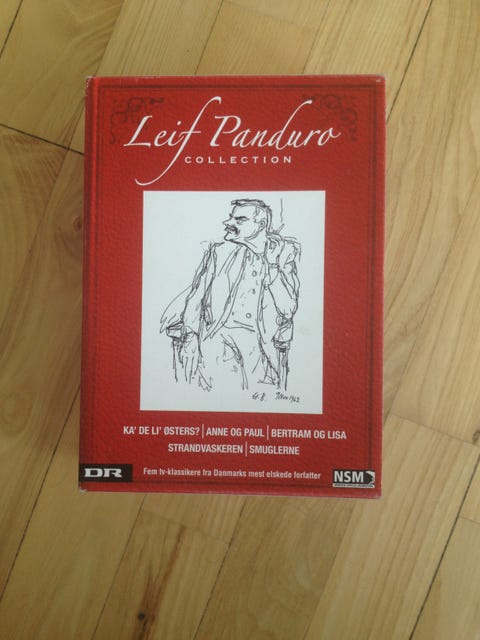 Leif Panduro
COLLECTION
KA' DE LI' ØSTERS? | ANNE OG PAUL | BERTRAM OG LISA
STRANDVASKEREN | SMUGLERNE
DR
Fem tv-klassikere fra Danmarks mest elskede forfatter
NSM